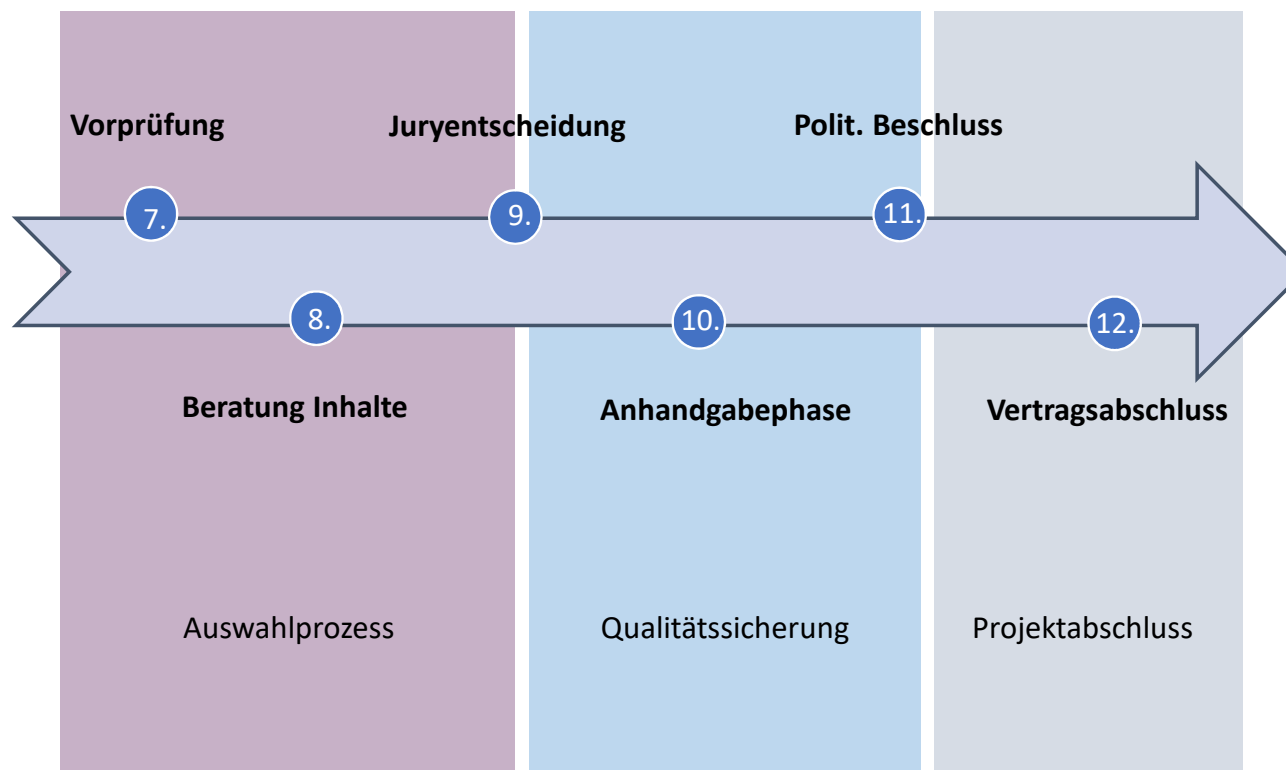 Vorprüfung
Juryentscheidung
Polit. Beschluss
7.
9.
11.
8.
10.
12.
Beratung Inhalte
Anhandgabephase
Vertragsabschluss
Auswahlprozess
Qualitätssicherung
Projektabschluss